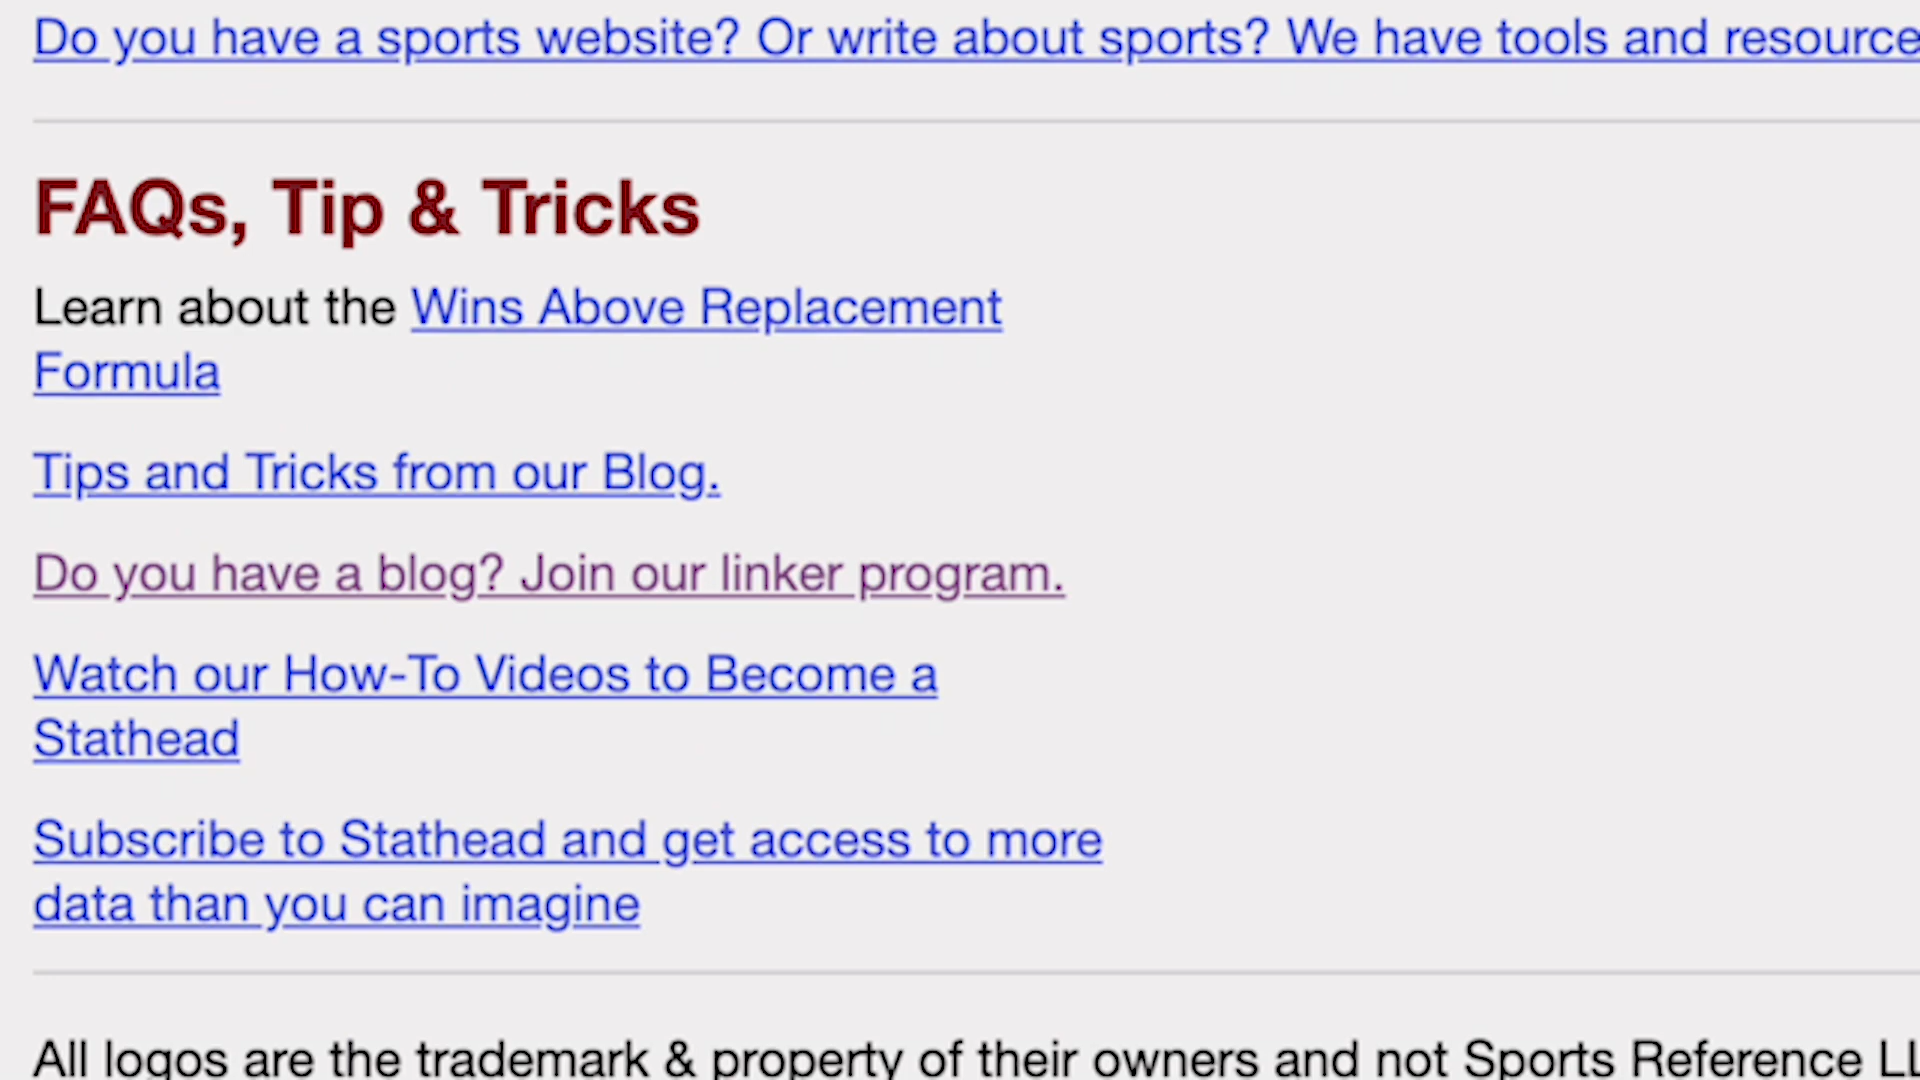 Do you have a sports website? Or write about sports? We have tools and resource
FAQs, Tip & Tricks
Learn about the Wins Above Replacement
Formula
Tips and Tricks from our Blog.
Do you have a blog? Join our linker program.
Watch our How-To Videos to Become a
Stathead
Subscribe to Stathead and get access to more
data than you can imagine
All logos are the trademark & property of their owners and not Sports Reference LL